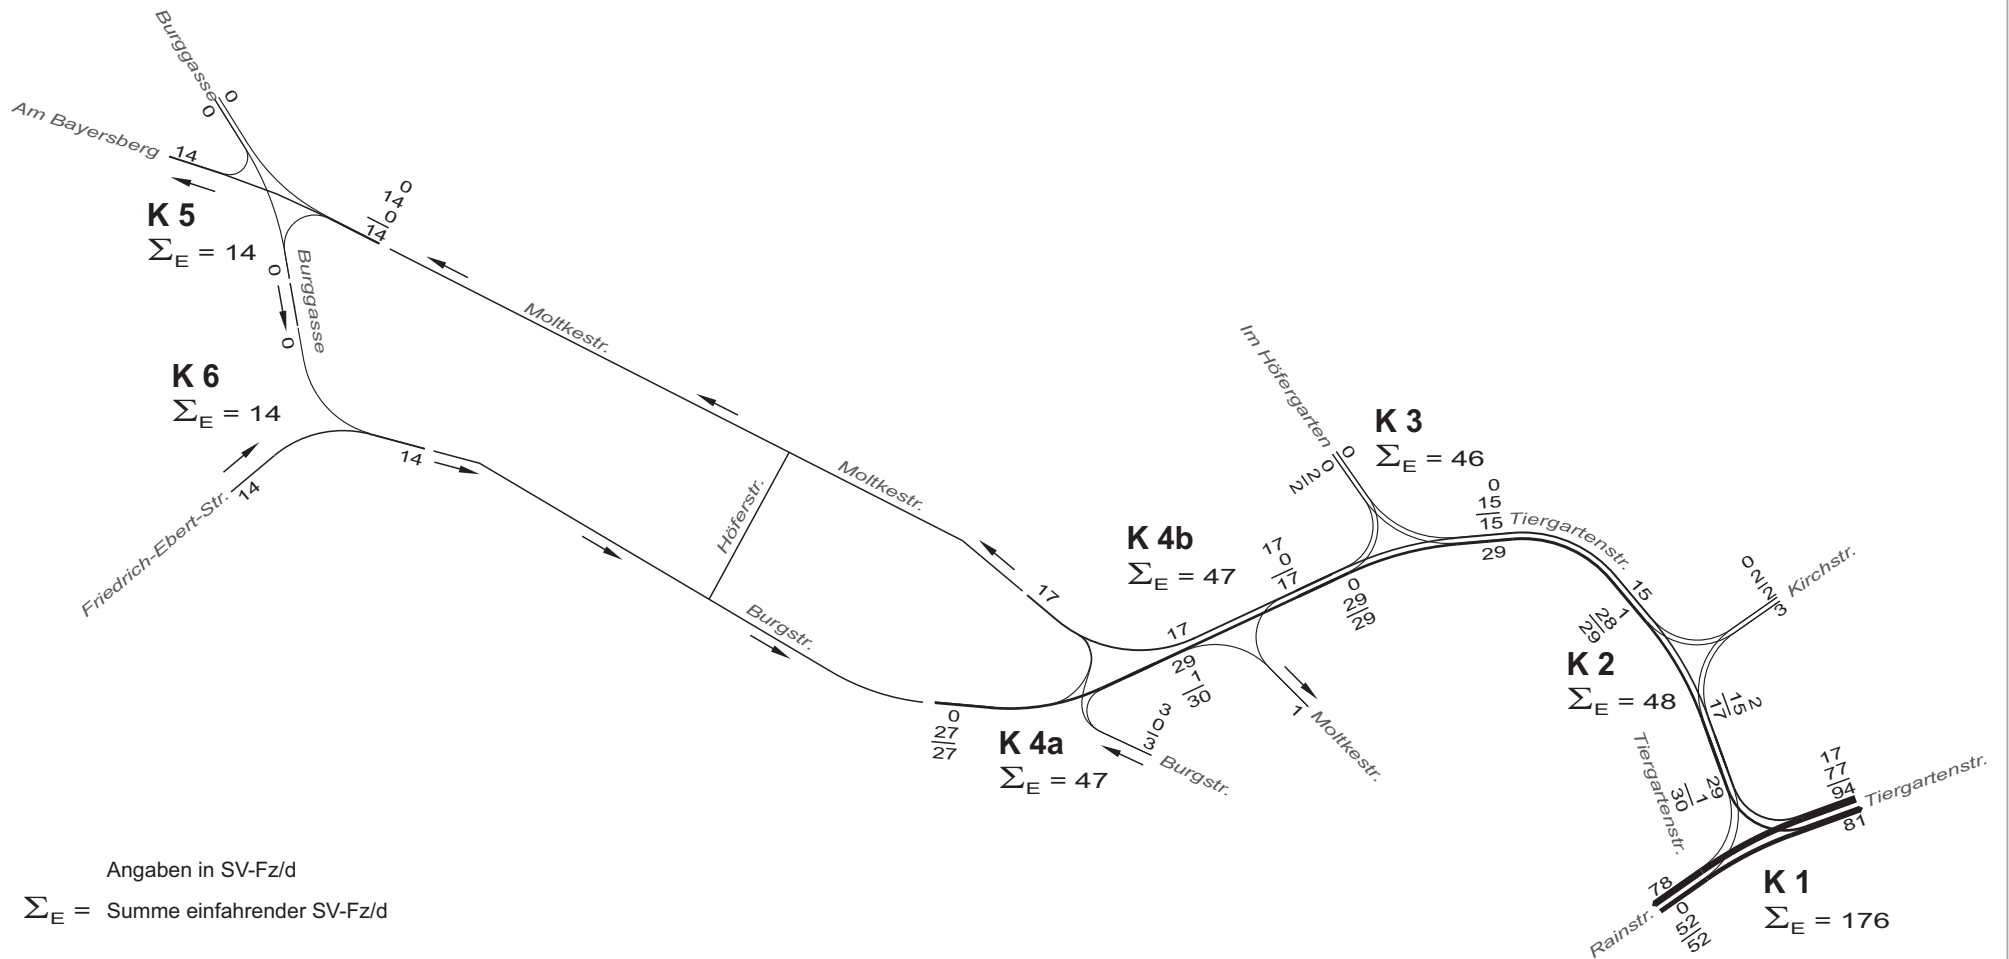 Burggasse
0
0
Am Bayersberg
14
K 5
ΣE = 14
0
14
0
14
Burggasse
0
0
Moltkestr.
K 6
ΣE = 14
14
14
Friedrich-Ebert-Str.
Höferstr.
Moltkestr.
17
Burgstr.
0
27
27
K 4a
ΣE = 47
3
0
3
Burgstr.
K 4b
ΣE = 47
17
29
1
30
17
0
17
1
Moltkestr.
Im Höfergarten
0
0
2
2
K 3
ΣE = 46
0
29
29
0
15
15
29
Tiergartenstr.
15
1
28
29
K 2
ΣE = 48
0
2
2
3
Kirchstr.
2
15
17
Tiergartenstr.
29
1
30
17
77
94
81
Tiergartenstr.
K 1
ΣE = 176
78
0
52
52
Rainstr.
Angaben in SV-Fz/d
ΣE = Summe einfahrender SV-Fz/d